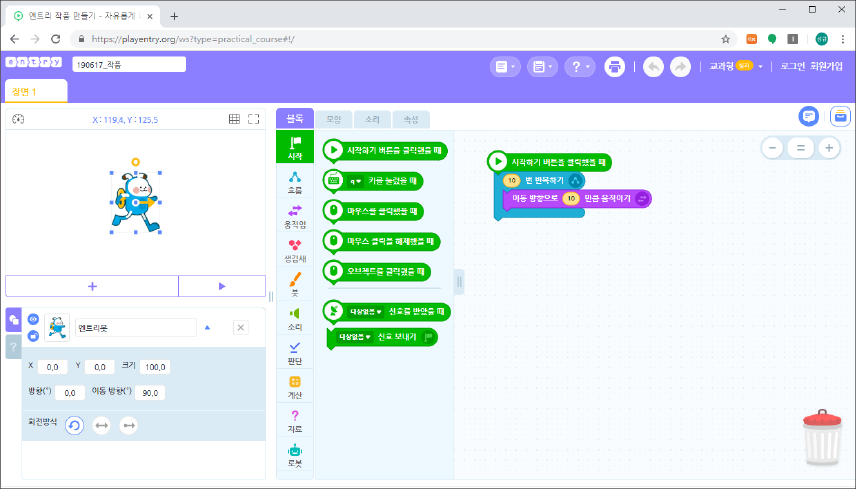 엔트리 작품 만들기 - 자유롭게
https://playentry.org/ws?type=practical_course#!/
entry
190617_작품
교과형
로그인 회원가입
장면 1
X : 119.4, Y : 125.5
블록
모양
소리
속성
시작
흐름
움직임
생김새
붓
소리
판단
계산
자료
로봇
시작하기 버튼을 클릭했을 때
q 키를 눌렀을 때
마우스를 클릭했을 때
마우스 클릭을 해제했을 때
오브젝트를 클릭했을 때
대상없음 신호를 받았을 때
대상없음 신호 보내기
시작하기 버튼을 클릭했을 때
10 번 반복하기
이동 방향으로 10 만큼 움직이기
엔트리봇
X 0,0 Y 0,0 크기 100,0
방향(°) 0,0 이동 방향(°) 90,0
회전방식